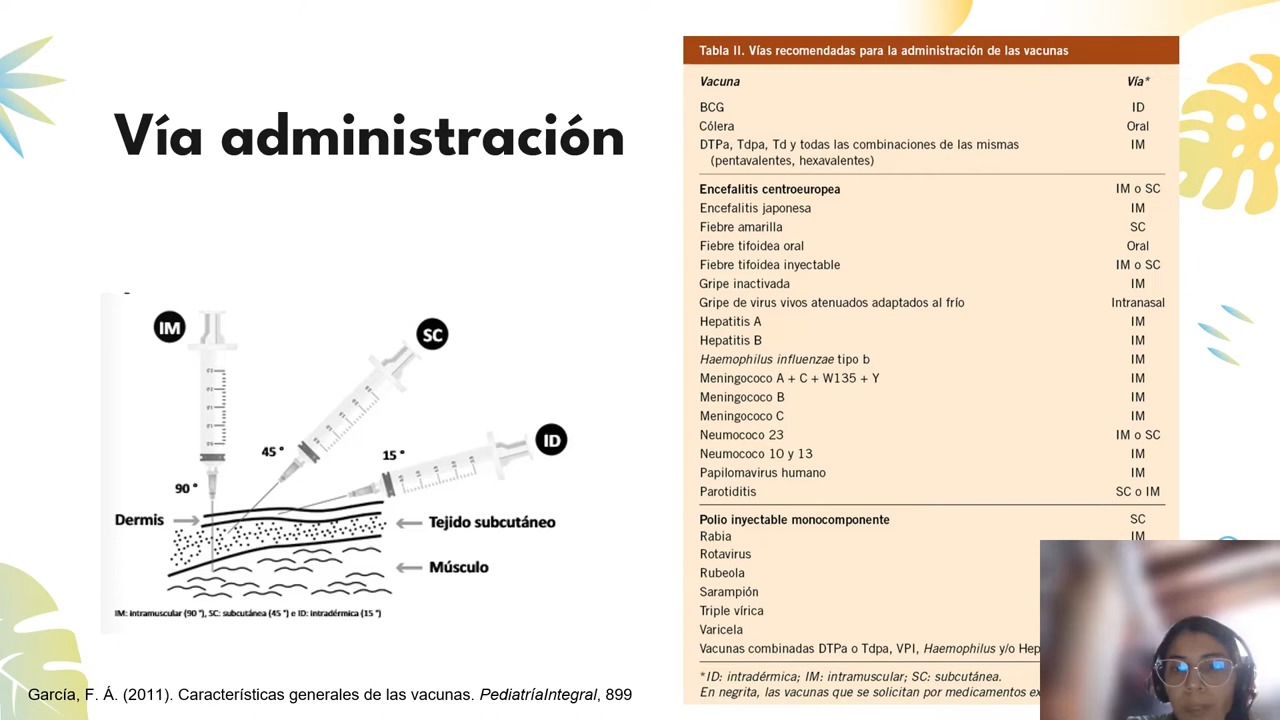 Vía administración
IM
SC
ID
45 °
15 °
90 °
Dermis
Tejido subcutáneo
Músculo
IM: intramuscular (90 °), SC: subcutánea (45 °) e ID: intradérmica (15 °)
García, F. Á. (2011). Características generales de las vacunas. PediatríaIntegral, 899
Tabla II. Vías recomendadas para la administración de las vacunas
Vacuna Vía*
BCG ID
Cólera Oral
DTPa, Tdpa, Td y todas las combinaciones de las mismas IM
(pentavalentes, hexavalentes)
Encefalitis centroeuropea IM o SC
Encefalitis japonesa IM
Fiebre amarilla SC
Fiebre tifoidea oral Oral
Fiebre tifoidea inyectable IM o SC
Gripe inactivada IM
Gripe de virus vivos atenuados adaptados al frío Intranasal
Hepatitis A IM
Hepatitis B IM
Haemophilus influenzae tipo b IM
Meningococo A + C + W135 + Y IM
Meningococo B IM
Meningococo C IM
Neumococo 23 IM o SC
Neumococo 10 y 13 IM
Papilomavirus humano IM
Parotiditis SC o IM
Polio inyectable monocomponente SC
Rabia IM
Rotavirus
Rubeola
Sarampión
Triple vírica
Varicela
Vacunas combinadas DTPa o Tdpa, VPI, Haemophilus y/o Hep
*ID: intradérmica; IM: intramuscular; SC: subcutánea.
En negrita, las vacunas que se solicitan por medicamentos ex